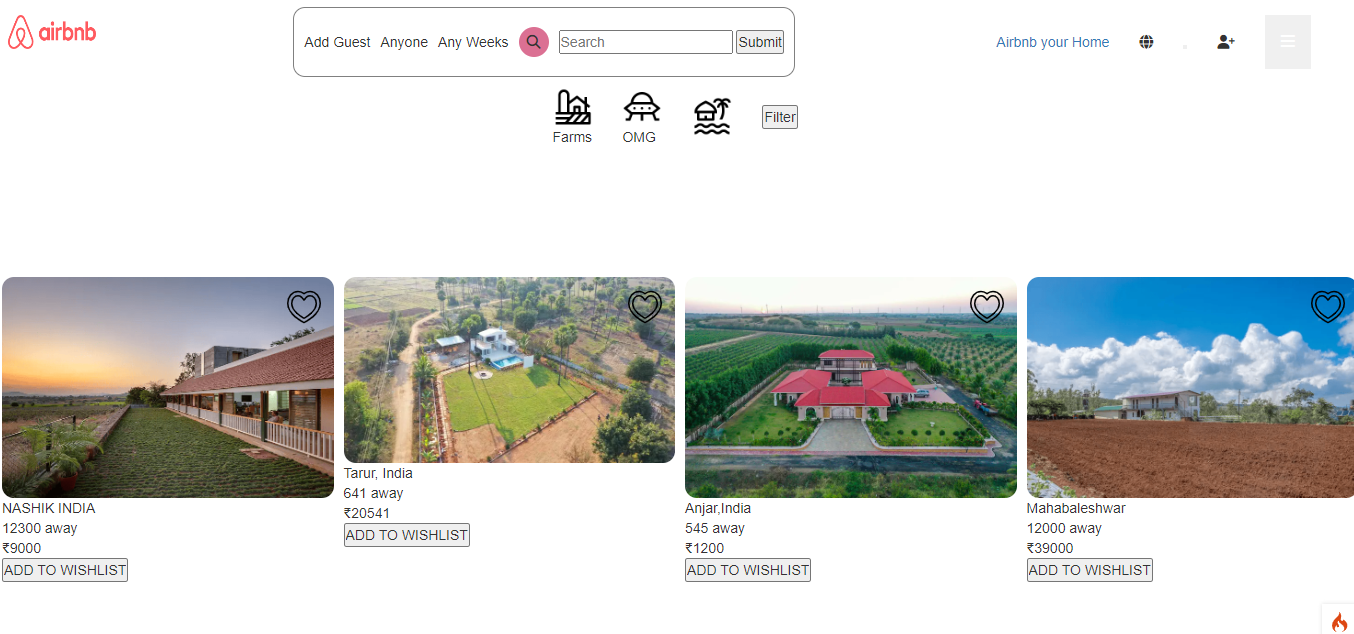 airbnb
Add Guest Anyone Any Weeks Search Submit
Airbnb your Home
Farms OMG Filter
NASHIK INDIA
12300 away
₹9000
ADD TO WISHLIST
Tarur, India
641 away
₹20541
ADD TO WISHLIST
Anjar,India
545 away
₹1200
ADD TO WISHLIST
Mahabaleshwar
12000 away
₹39000
ADD TO WISHLIST